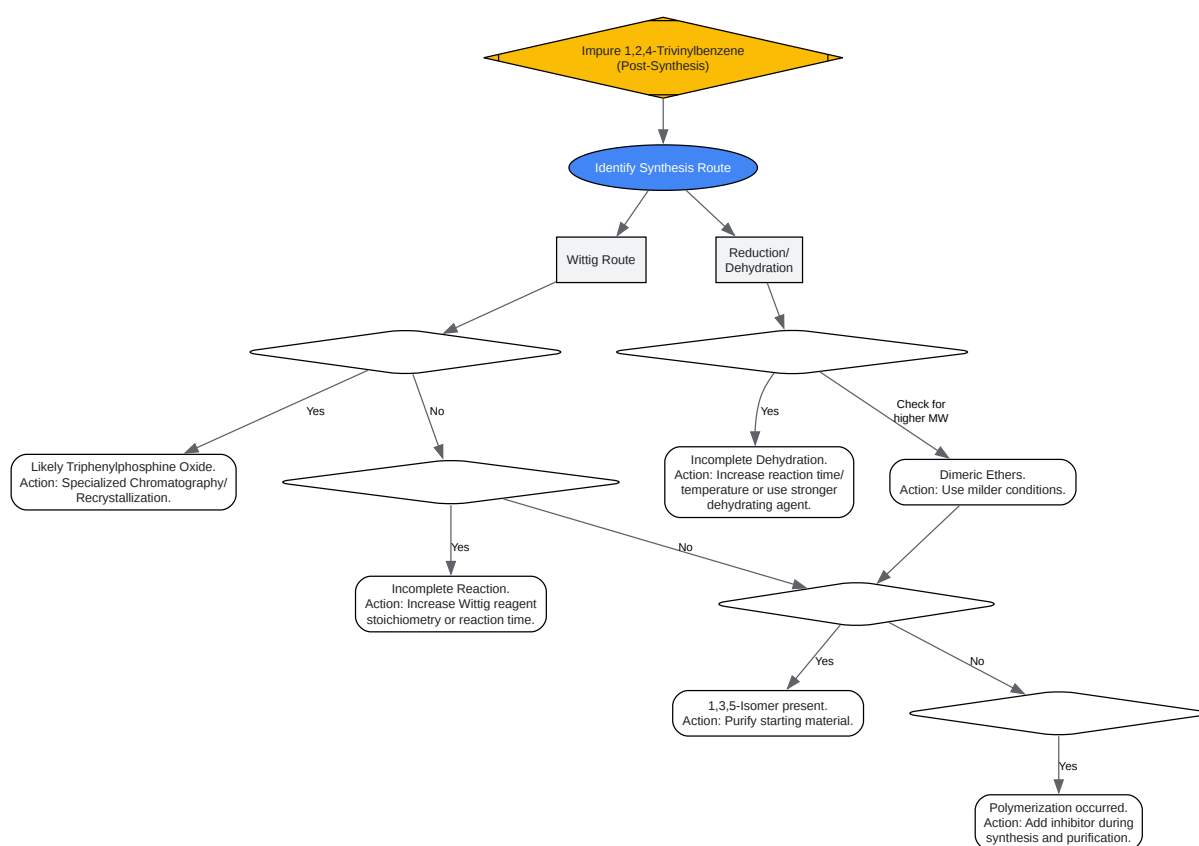 Impure 1,2,4-Trivinylbenzene
(Post-Synthesis)
Identify Synthesis Route
Wittig Route
Reduction/
Dehydration
Yes
No
Yes
Check for
higher MW
Likely Triphenylphosphine Oxide.
Action: Specialized Chromatography/
Recrystallization.
Incomplete Dehydration.
Action: Increase reaction time/
temperature or use stronger
dehydrating agent.
Dimeric Ethers.
Action: Use milder conditions.
Yes
No
Incomplete Reaction.
Action: Increase Wittig reagent
stoichiometry or reaction time.
Yes
No
1,3,5-Isomer present.
Action: Purify starting material.
Yes
Polymerization occurred.
Action: Add inhibitor during
synthesis and purification.